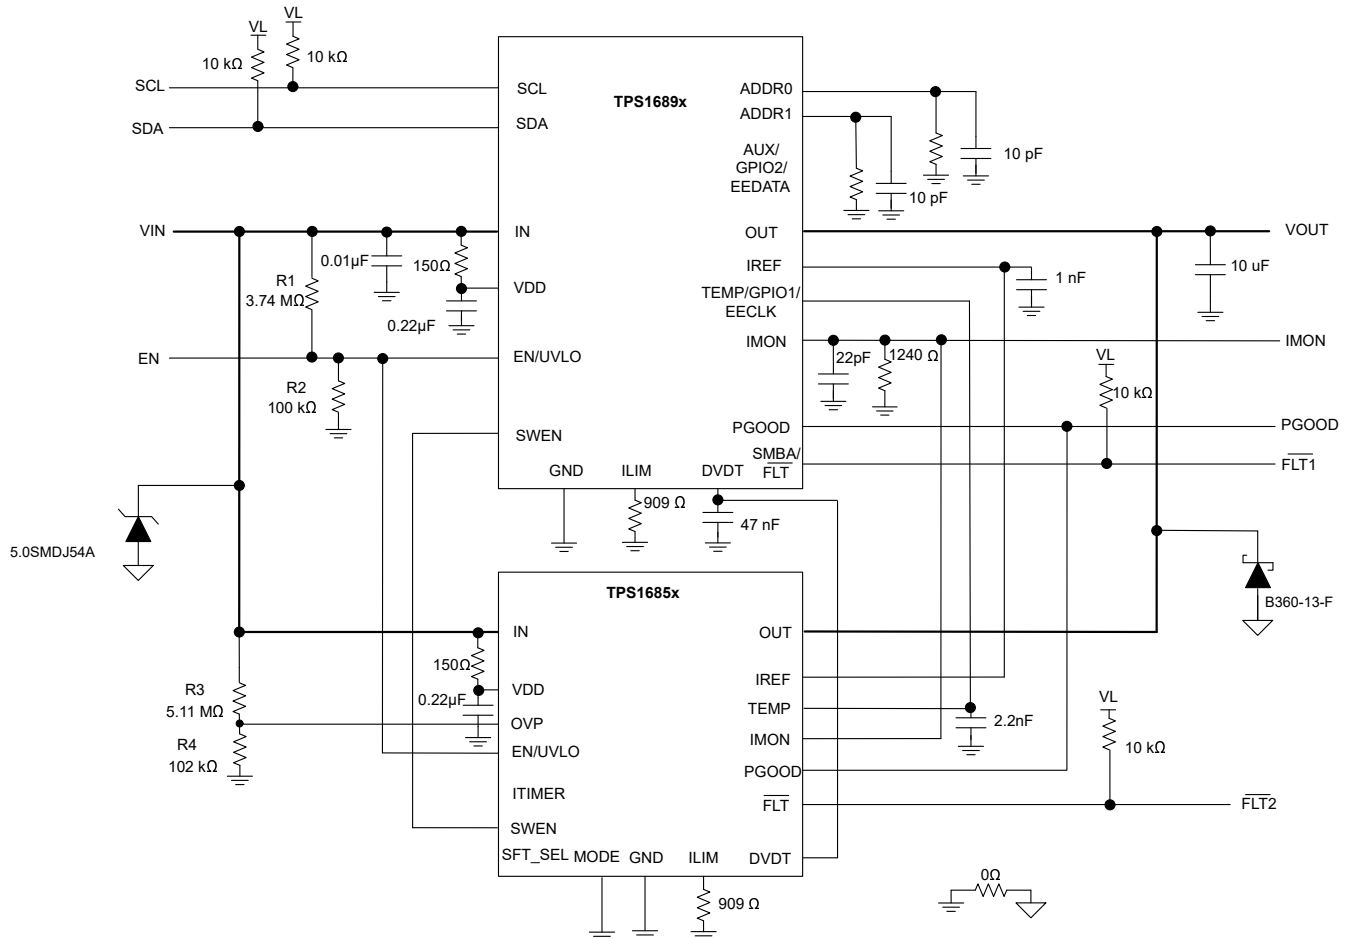 VL
VL
10 kΩ
10 kΩ
SCL
SDA
SCL
SDA
TPS1689x
ADDR0
ADDR1
AUX/
GPIO2/
EEDATA
10 pF
10 pF
VIN
IN
OUT
VOUT
0.01µF
150Ω
R1
3.74 MΩ
VDD
0.22µF
IREF
1 nF
10 uF
TEMP/GPIO1/
EECLK
EN
EN/UVLO
IMON
22pF
1240 Ω
IMON
VL
10 kΩ
R2
100 kΩ
SWEN
PGOOD
PGOOD
SMBA/
FLT
FLT1
GND
ILIM
DVDT
909 Ω
47 nF
5.0SMDJ54A
B360-13-F
TPS1685x
IN
OUT
150Ω
VDD
0.22µF
IREF
R3
5.11 MΩ
OVP
TEMP
2.2nF
VL
10 kΩ
R4
102 kΩ
EN/UVLO
IMON
PGOOD
ITIMER
FLT
FLT2
SWEN
SFT_SEL
MODE
GND
ILIM
DVDT
909 Ω
0Ω